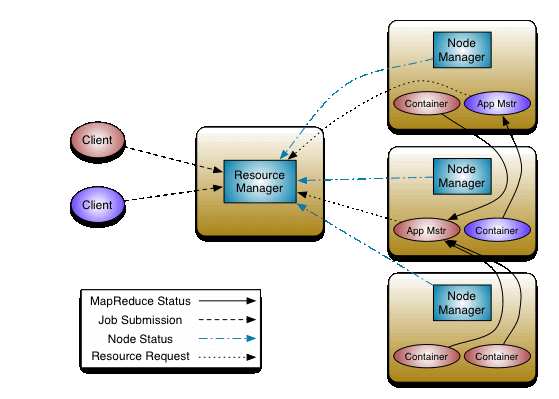 Node
Manager
Container
App Mstr
Client
Client
Resource
Manager
Node
Manager
App Mstr
Container
Node
Manager
Container
Container
MapReduce Status
Job Submission
Node Status
Resource Request